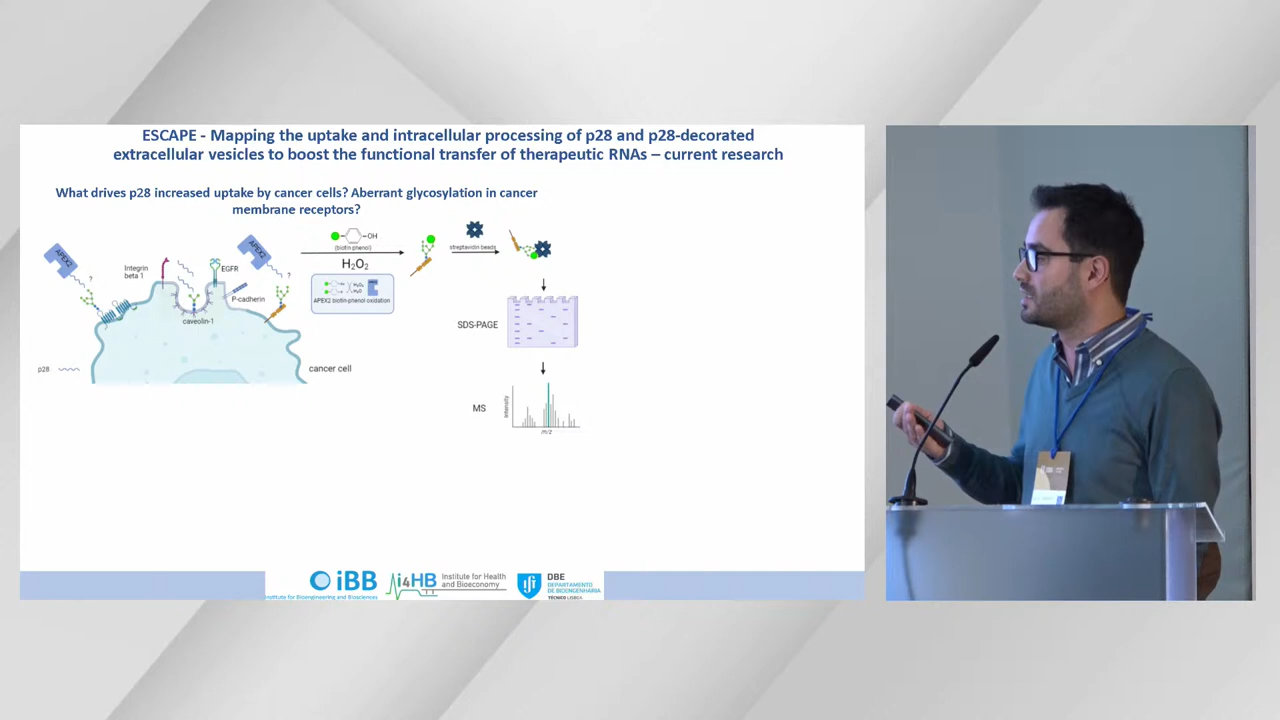 ESCAPE - Mapping the uptake and intracellular processing of p28 and p28-decorated
extracellular vesicles to boost the functional transfer of therapeutic RNAs – current research
What drives p28 increased uptake by cancer cells? Aberrant glycosylation in cancer
membrane receptors?
APEX2
?
Integrin
beta 1
EGFR
P-cadherin
caveolin-1
APEX2
?
p28
cancer cell
OH
(biotin phenol)
H₂O₂
H₂O₂
H₂O
APEX2 biotin-phenol oxidation
streptavidin beads
SDS-PAGE
MS
Intensity
m/z
iBB
Institute for Bioengineering and Biosciences
i4HB
Institute for Health
and Bioeconomy
DBE
DEPARTAMENTO
DE BIOENGENHARIA
TÉCNICO LISBOA